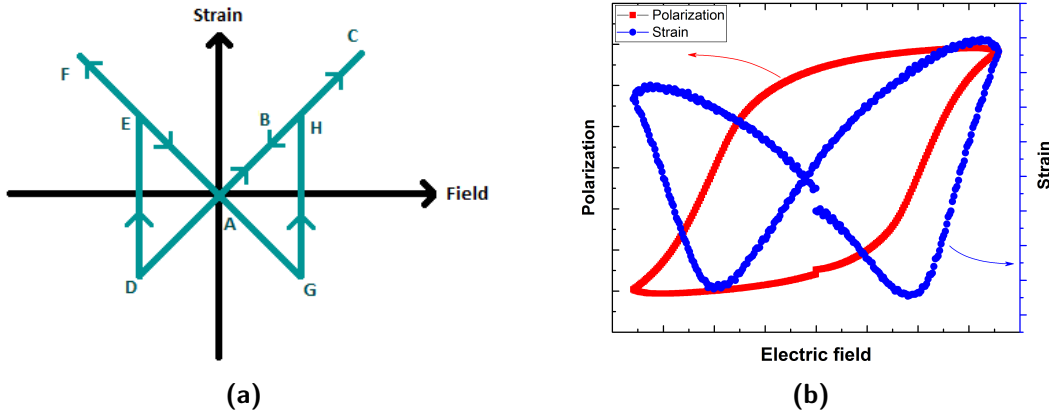 Strain
C
F
E
B
H
Field
A
D
G
(a)
Polarization
Strain
Polarization
Strain
Electric field
(b)